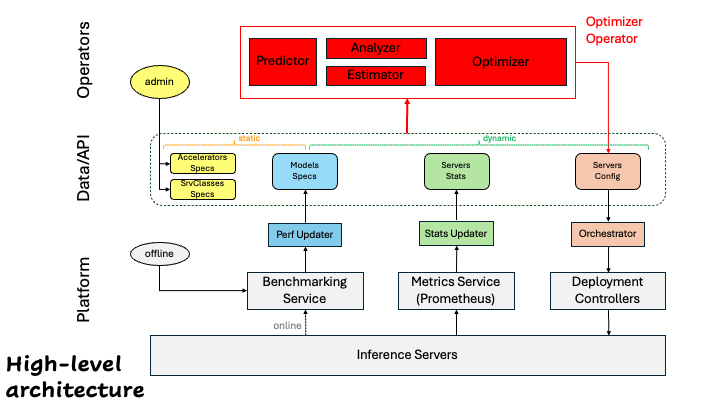 Optimizer
Operator
Operators
Predictor
Analyzer
Estimator
Optimizer
admin
Data/API
static
dynamic
Accelerators
Specs
SrvClasses
Specs
Models
Specs
Servers
Stats
Servers
Config
Perf Updater
Stats Updater
Orchestrator
Platform
offline
Benchmarking
Service
Metrics Service
(Prometheus)
Deployment
Controllers
online
Inference Servers
High-level
architecture